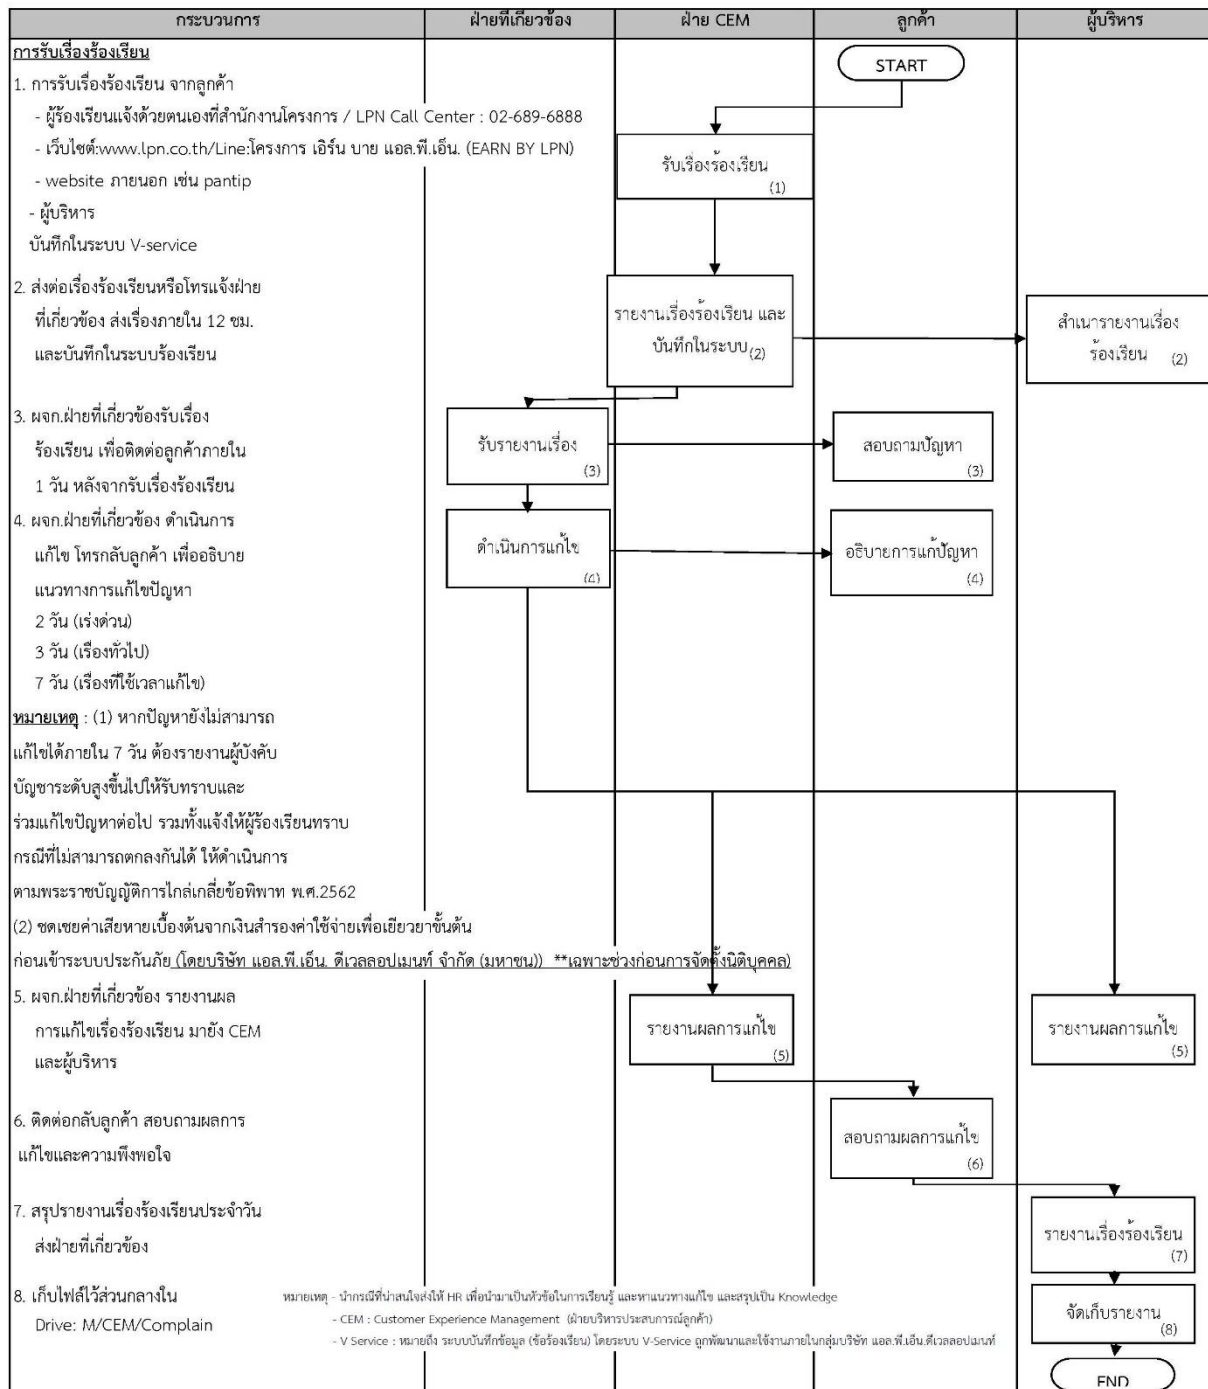 กระบวนการ
ฝ่ายที่เกี่ยวข้อง
ฝ่าย CEM
ลูกค้า
ผู้บริหาร
การรับเรื่องร้องเรียน
START
1. การรับเรื่องร้องเรียน จากลูกค้า
- ผู้ร้องเรียนแจ้งด้วยตนเองที่สำนักงานโครงการ / LPN Call Center : 02-689-6888
- เว็บไซต์:www.lpn.co.th/Line:โครงการ เอิร์น บาย แอล.พี.เอ็น. (EARN BY LPN)
- website ภายนอก เช่น pantip
- ผู้บริหาร
บันทึกในระบบ V-service
รับเรื่องร้องเรียน
(1)
2. ส่งต่อเรื่องร้องเรียนหรือโทรแจ้งฝ่าย
ที่เกี่ยวข้อง ส่งเรื่องภายใน 12 ชม.
และบันทึกในระบบร้องเรียน
รายงานเรื่องร้องเรียน และ
บันทึกในระบบ(2)
สำเนารายงานเรื่อง
ร้องเรียน (2)
3. ผจก.ฝ่ายที่เกี่ยวข้องรับเรื่อง
ร้องเรียน เพื่อติดต่อลูกค้าภายใน
1 วัน หลังจากรับเรื่องร้องเรียน
รับรายงานเรื่อง
(3)
สอบถามปัญหา
(3)
4. ผจก.ฝ่ายที่เกี่ยวข้อง ดำเนินการ
แก้ไข โทรกลับลูกค้า เพื่ออธิบาย
แนวทางการแก้ไขปัญหา
2 วัน (เร่งด่วน)
3 วัน (เรื่องทั่วไป)
7 วัน (เรื่องที่ใช้เวลาแก้ไข)
ดำเนินการแก้ไข
(4)
อธิบายการแก้ปัญหา
(4)
หมายเหตุ : (1) หากปัญหายังไม่สามารถ
แก้ไขได้ภายใน 7 วัน ต้องรายงานผู้บังคับ
บัญชาระดับสูงขึ้นไปให้รับทราบและ
ร่วมแก้ไขปัญหาต่อไป รวมทั้งแจ้งให้ผู้ร้องเรียนทราบ
กรณีที่ไม่สามารถตกลงกันได้ ให้ดำเนินการ
ตามพระราชบัญญัติการไกล่เกลี่ยข้อพิพาท พ.ศ.2562
(2) ชดเชยค่าเสียหายเบื้องต้นจากเงินสำรองค่าใช้จ่ายเพื่อเยียวยาขั้นต้น
ก่อนเข้าระบบประกันภัย (โดยบริษัท แอล.พี.เอ็น. ดีเวลลอปเมนท์ จำกัด (มหาชน)) **เฉพาะช่วงก่อนการจัดตั้งนิติบุคคล)
5. ผจก.ฝ่ายที่เกี่ยวข้อง รายงานผล
การแก้ไขเรื่องร้องเรียน มายัง CEM
และผู้บริหาร
รายงานผลการแก้ไข
(5)
รายงานผลการแก้ไข
(5)
6. ติดต่อกลับลูกค้า สอบถามผลการ
แก้ไขและความพึงพอใจ
สอบถามผลการแก้ไข
(6)
7. สรุปรายงานเรื่องร้องเรียนประจำวัน
ส่งฝ่ายที่เกี่ยวข้อง
รายงานเรื่องร้องเรียน
(7)
8. เก็บไฟล์ไว้ส่วนกลางใน
Drive: M/CEM/Complain
หมายเหตุ - นำกรณีที่น่าสนใจส่งให้ HR เพื่อนำมาเป็นหัวข้อในการเรียนรู้ และหาแนวทางแก้ไข และสรุปเป็น Knowledge
- CEM : Customer Experience Management (ฝ่ายบริหารประสบการณ์ลูกค้า)
- V Service : หมายถึง ระบบบันทึกข้อมูล (ข้อร้องเรียน) โดยระบบ V-Service ถูกพัฒนาและใช้งานภายในกลุ่มบริษัท แอล.พี.เอ็น.ดีเวลลอปเมนท์
จัดเก็บรายงาน
(8)
END